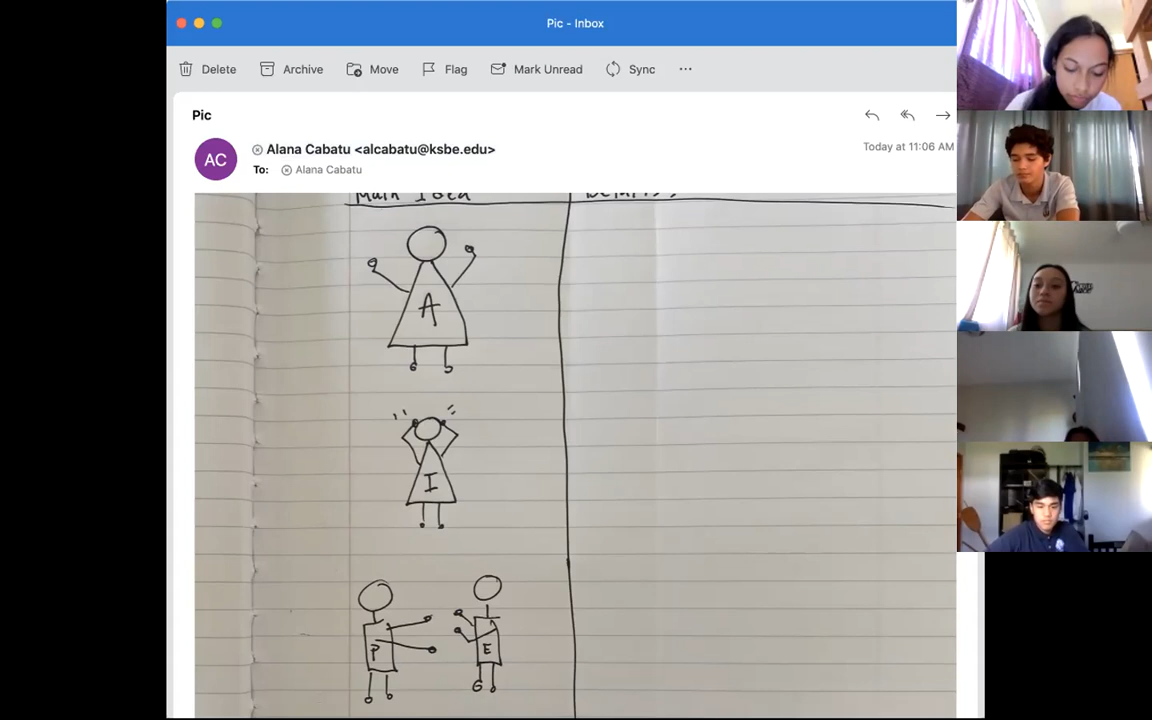 Pic - Inbox
Delete
Archive
Move
Flag
Mark Unread
Sync
Pic
AC
Alana Cabatu <alcabatu@ksbe.edu>
Today at 11:06 AM
To: Alana Cabatu
Main Idea
A
I
P
E